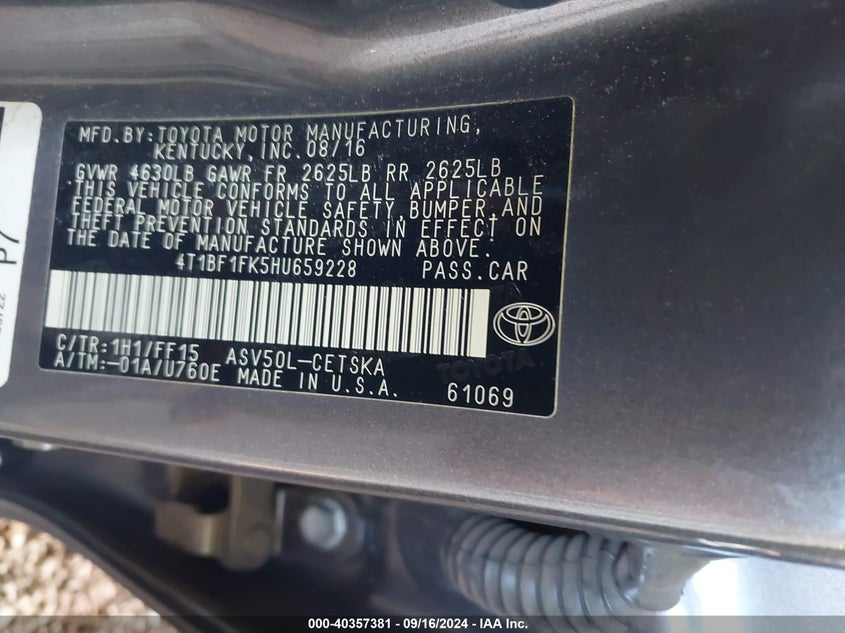 MFD.BY:TOYOTA MOTOR MANUFACTURING,
KENTUCKY,INC.08/16
GVWR 4630LB GAWR FR 2625LB RR 2625LB
THIS VEHICLE CONFORMS TO ALL APPLICABLE
FEDERAL MOTOR VEHICLE SAFETY,BUMPER,AND
THEFT PREVENTION STANDARDS IN EFFECT ON
THE DATE OF MANUFACTURE SHOWN ABOVE.
4T1BF1FK5HU659228 PASS.CAR
C/TR:1H1/FF15 ASV50L-CETSKA
A/TM:-01A/U760E MADE IN U.S.A. 61069
TOYOTA
P7
000-40357381 - 09/16/2024 - IAA Inc.